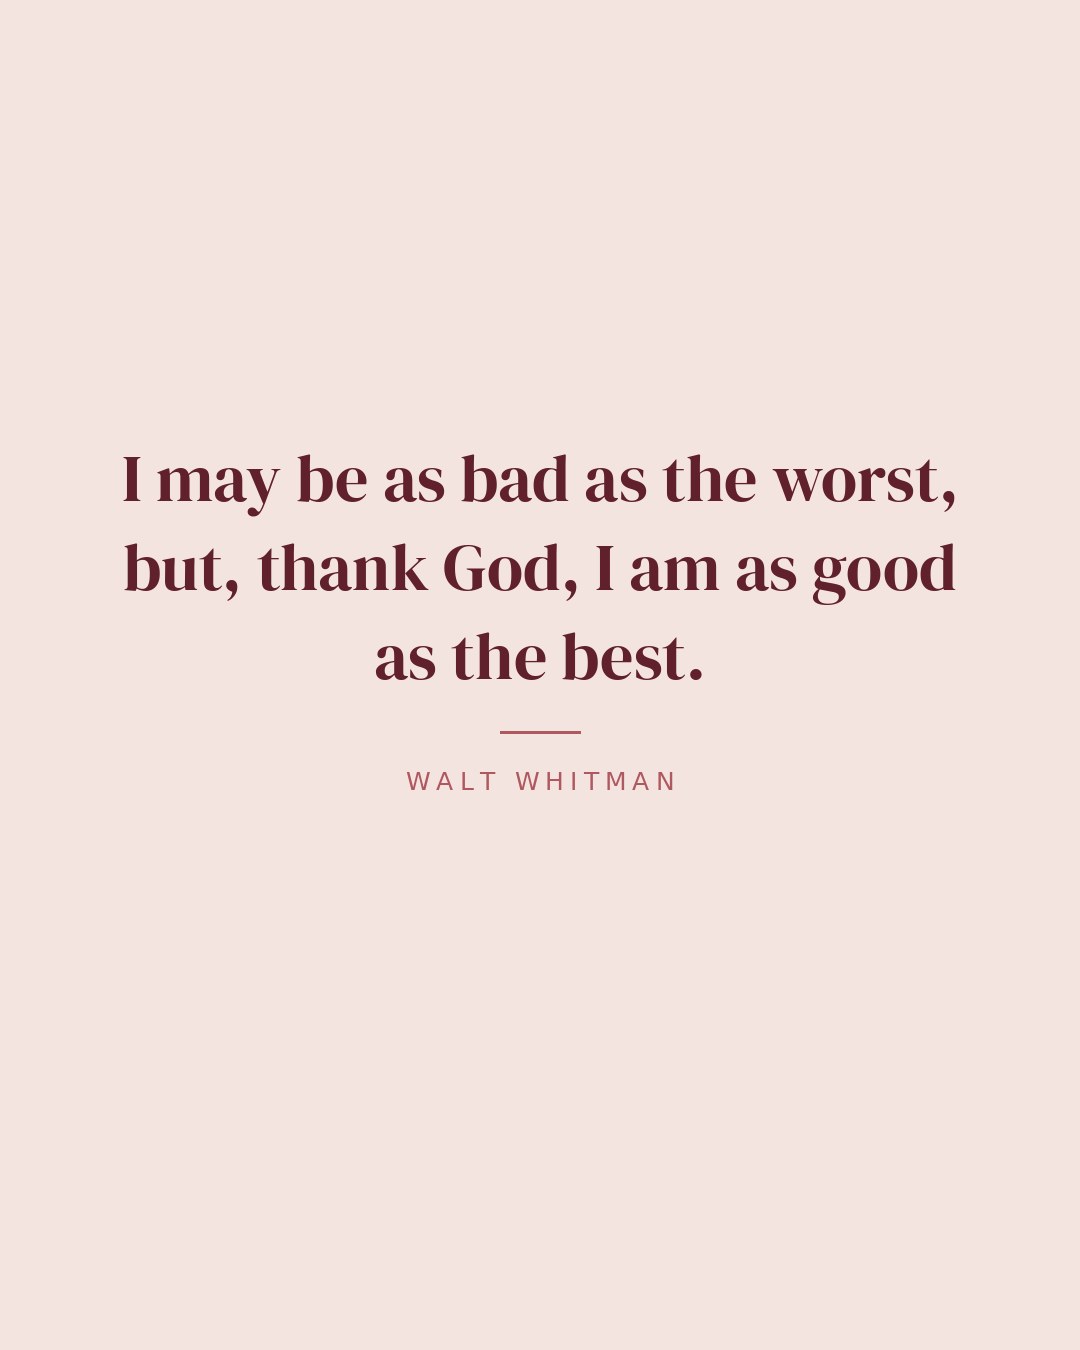 I may be as bad as the worst,
but, thank God, I am as good
as the best.
WALT WHITMAN